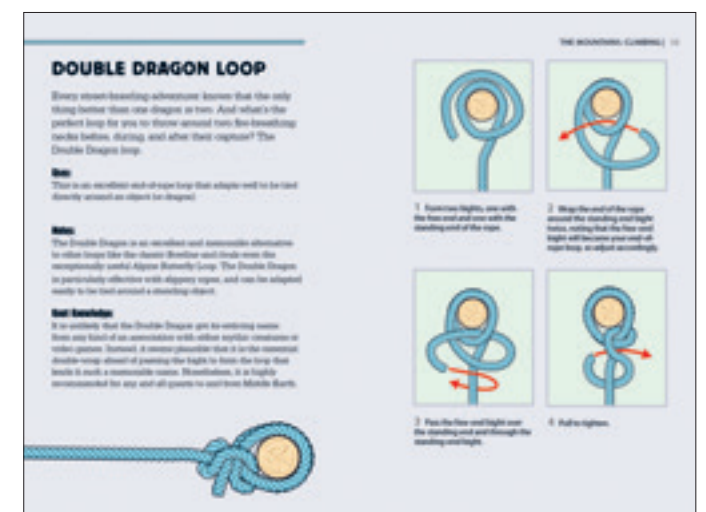 THE MOUNTAINS: CLIMBING |
DOUBLE DRAGON LOOP
Every street-brawling adventurer knows that the only
thing better than one dragon is two. And what's the
perfect loop for you to throw around two fire-breathing
necks before, during, and after their capture? The
Double Dragon loop.
Uses:
This is an excellent end-of-rope loop that adapts well to be tied
directly around an object (or dragon).
Notes:
The Double Dragon is an excellent and memorable alternative
to other loops like the classic Bowline and rivals even the
exceptionally useful Alpine Butterfly Loop. The Double Dragon
is particularly effective with slippery ropes, and can be adapted
easily to be tied around a standing object.
Knot Knowledge:
It is unlikely that the Double Dragon got its enticing name
from any kind of an association with either mythic creatures or
video games. Instead, it seems plausible that it is the essential
double wrap ahead of passing the bight to form the loop that
lends it such a memorable name. Nonetheless, it is highly
recommended for any and all quests to and from Middle Earth.
1 Form two bights, one with
the free end and one with the
standing end of the rope.
2 Wrap the end of the rope
around the standing end bight
twice, noting that the free end
bight will become your end-of-
rope loop, so adjust accordingly.
3 Pass the free end bight over
the standing end and through the
standing end bight.
4 Pull to tighten.